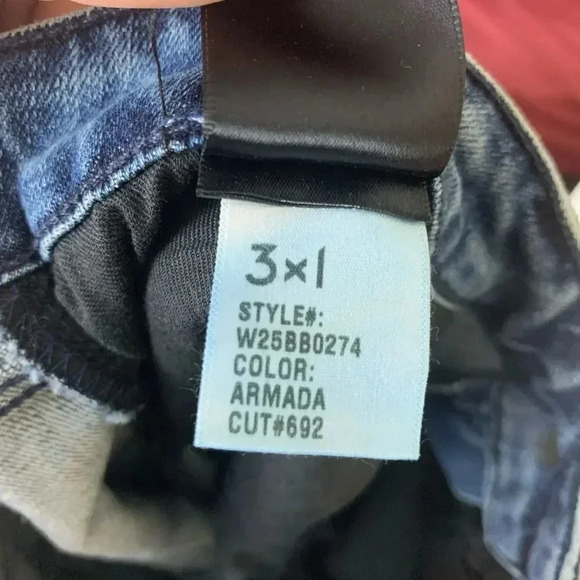 3×1
STYLE#:
W25BB0274
COLOR:
ARMADA
CUT#692